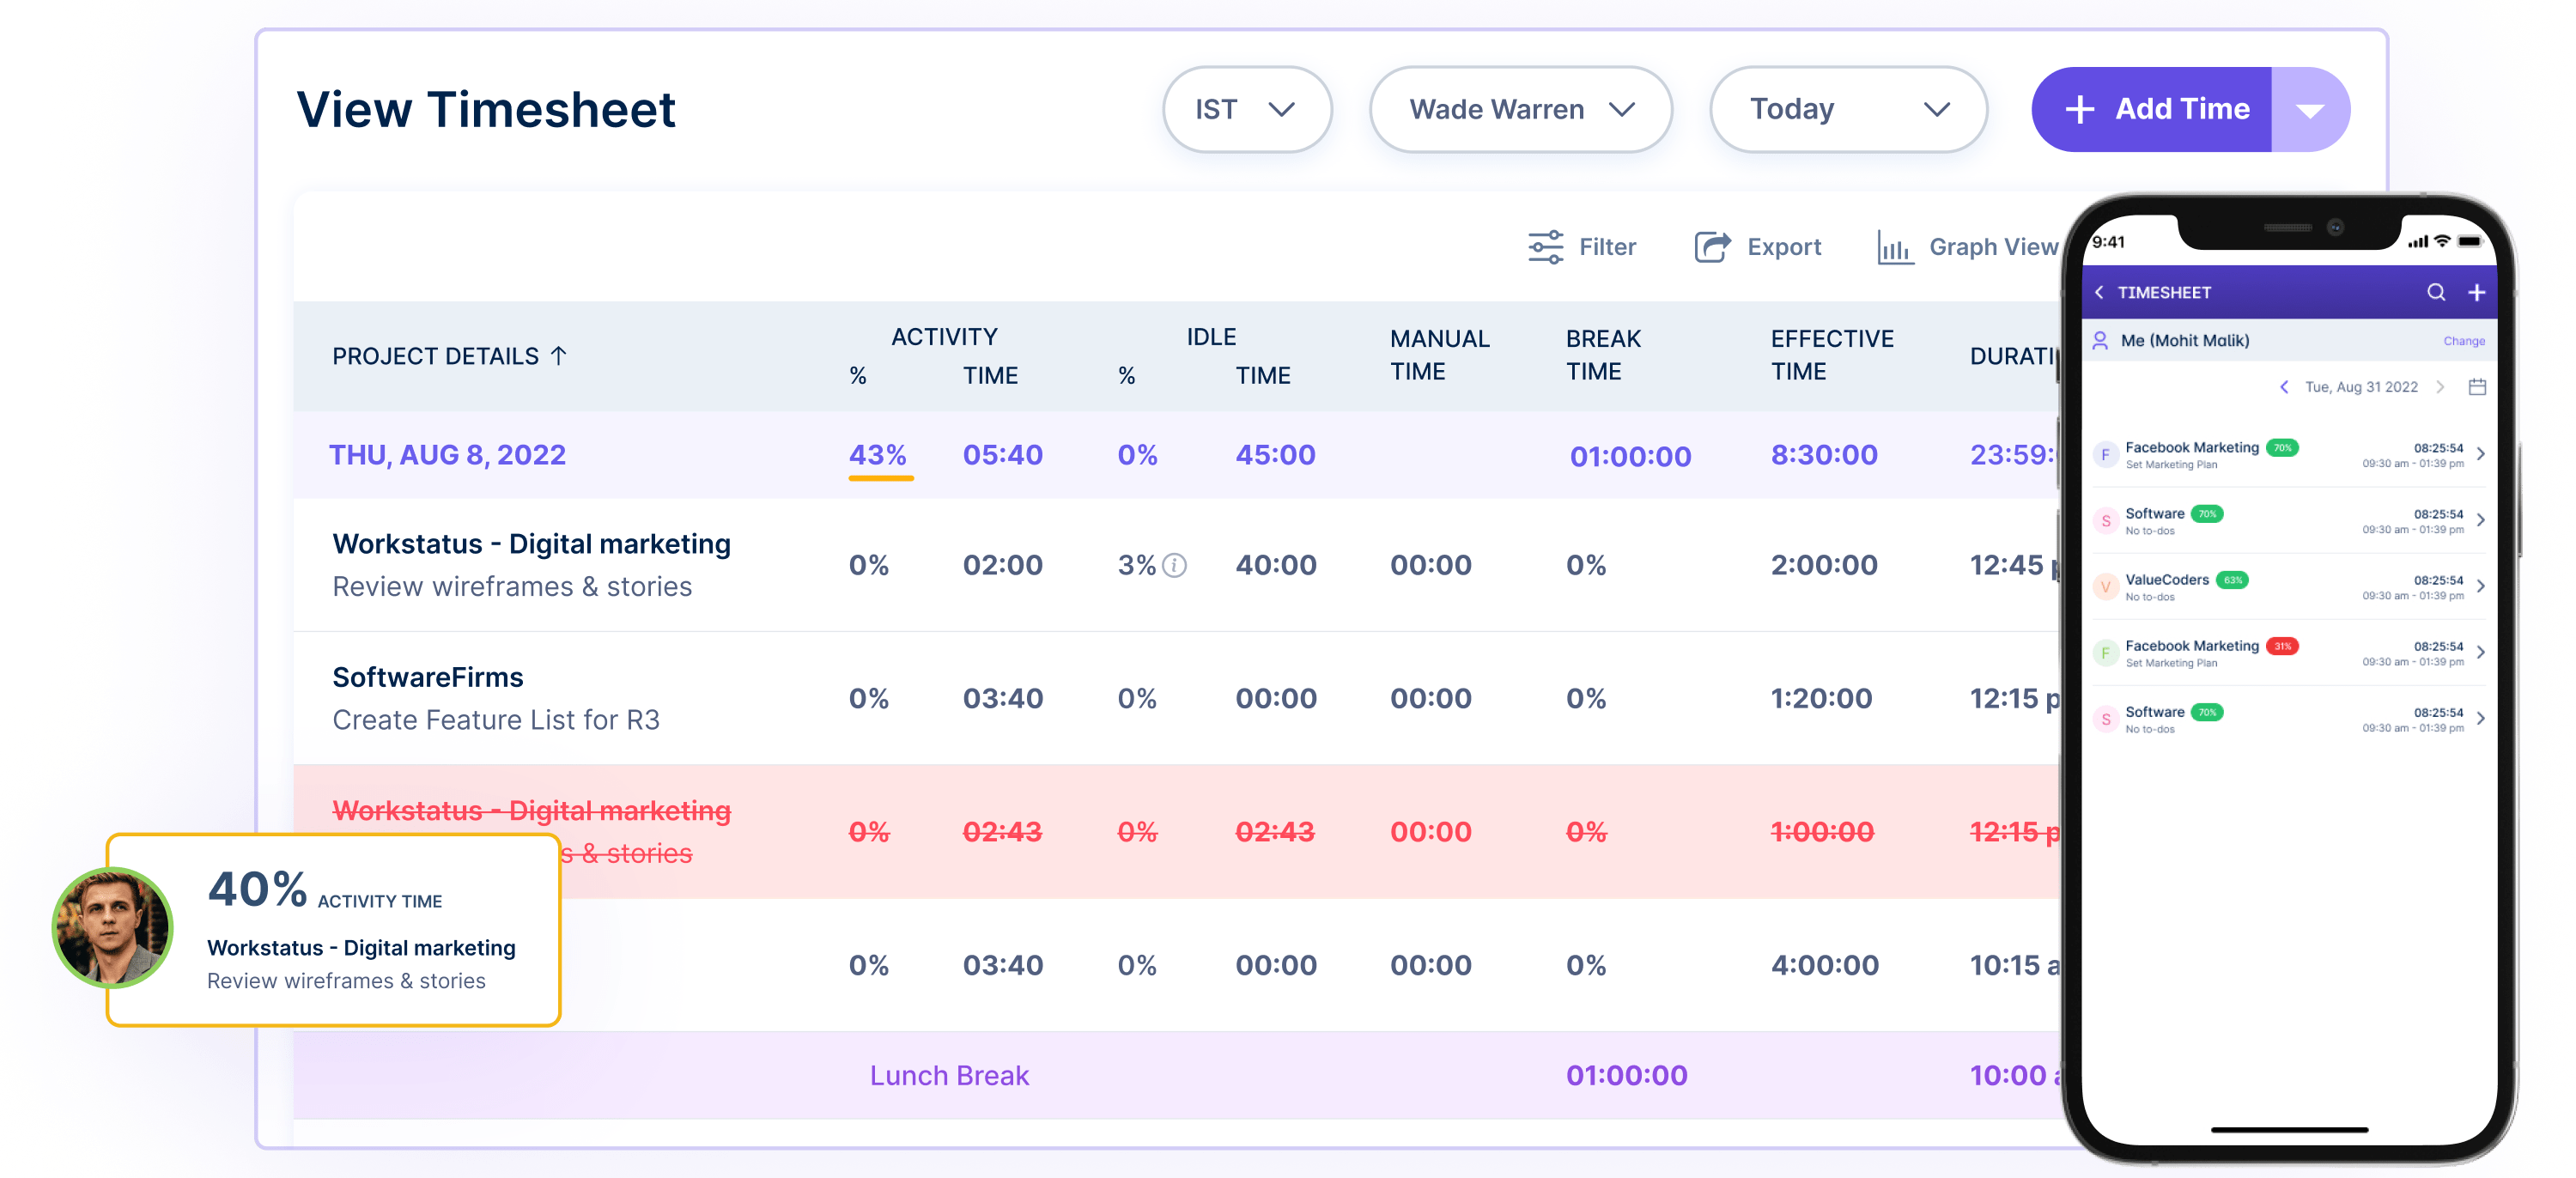 View Timesheet
IST
Wade Warren
Today
+ Add Time
Filter
Export
Graph View
PROJECT DETAILS ↑
ACTIVITY
% TIME
IDLE
% TIME
MANUAL
TIME
BREAK
TIME
EFFECTIVE
TIME
THU, AUG 8, 2022 43% 05:40 0% 45:00 01:00:00 8:30:00 23:59:
Workstatus - Digital marketing
Review wireframes & stories
0% 02:00 3% 40:00 00:00 0% 2:00:00 12:45
SoftwareFirms
Create Feature List for R3
0% 03:40 0% 00:00 00:00 0% 1:20:00 12:15 p
Workstatus - Digital marketing
s & stories
0% 02:43 0% 02:43 00:00 0% 1:00:00 12:15 p
0% 03:40 0% 00:00 00:00 0% 4:00:00 10:15 a
Lunch Break 01:00:00 10:00 a
40% ACTIVITY TIME
Workstatus - Digital marketing
Review wireframes & stories
9:41
TIMESHEET
Me (Mohit Malik) Change
Tue, Aug 31 2022
F Facebook Marketing 70% 08:25:54
Set Marketing Plan 09:30 am - 01:39 pm
S Software 70% 08:25:54
No to-dos 09:30 am - 01:39 pm
V ValueCoders 63% 08:25:54
No to-dos 09:30 am - 01:39 pm
F Facebook Marketing 31% 08:25:54
Set Marketing Plan 09:30 am - 01:39 pm
S Software 70% 08:25:54
No to-dos 09:30 am - 01:39 pm